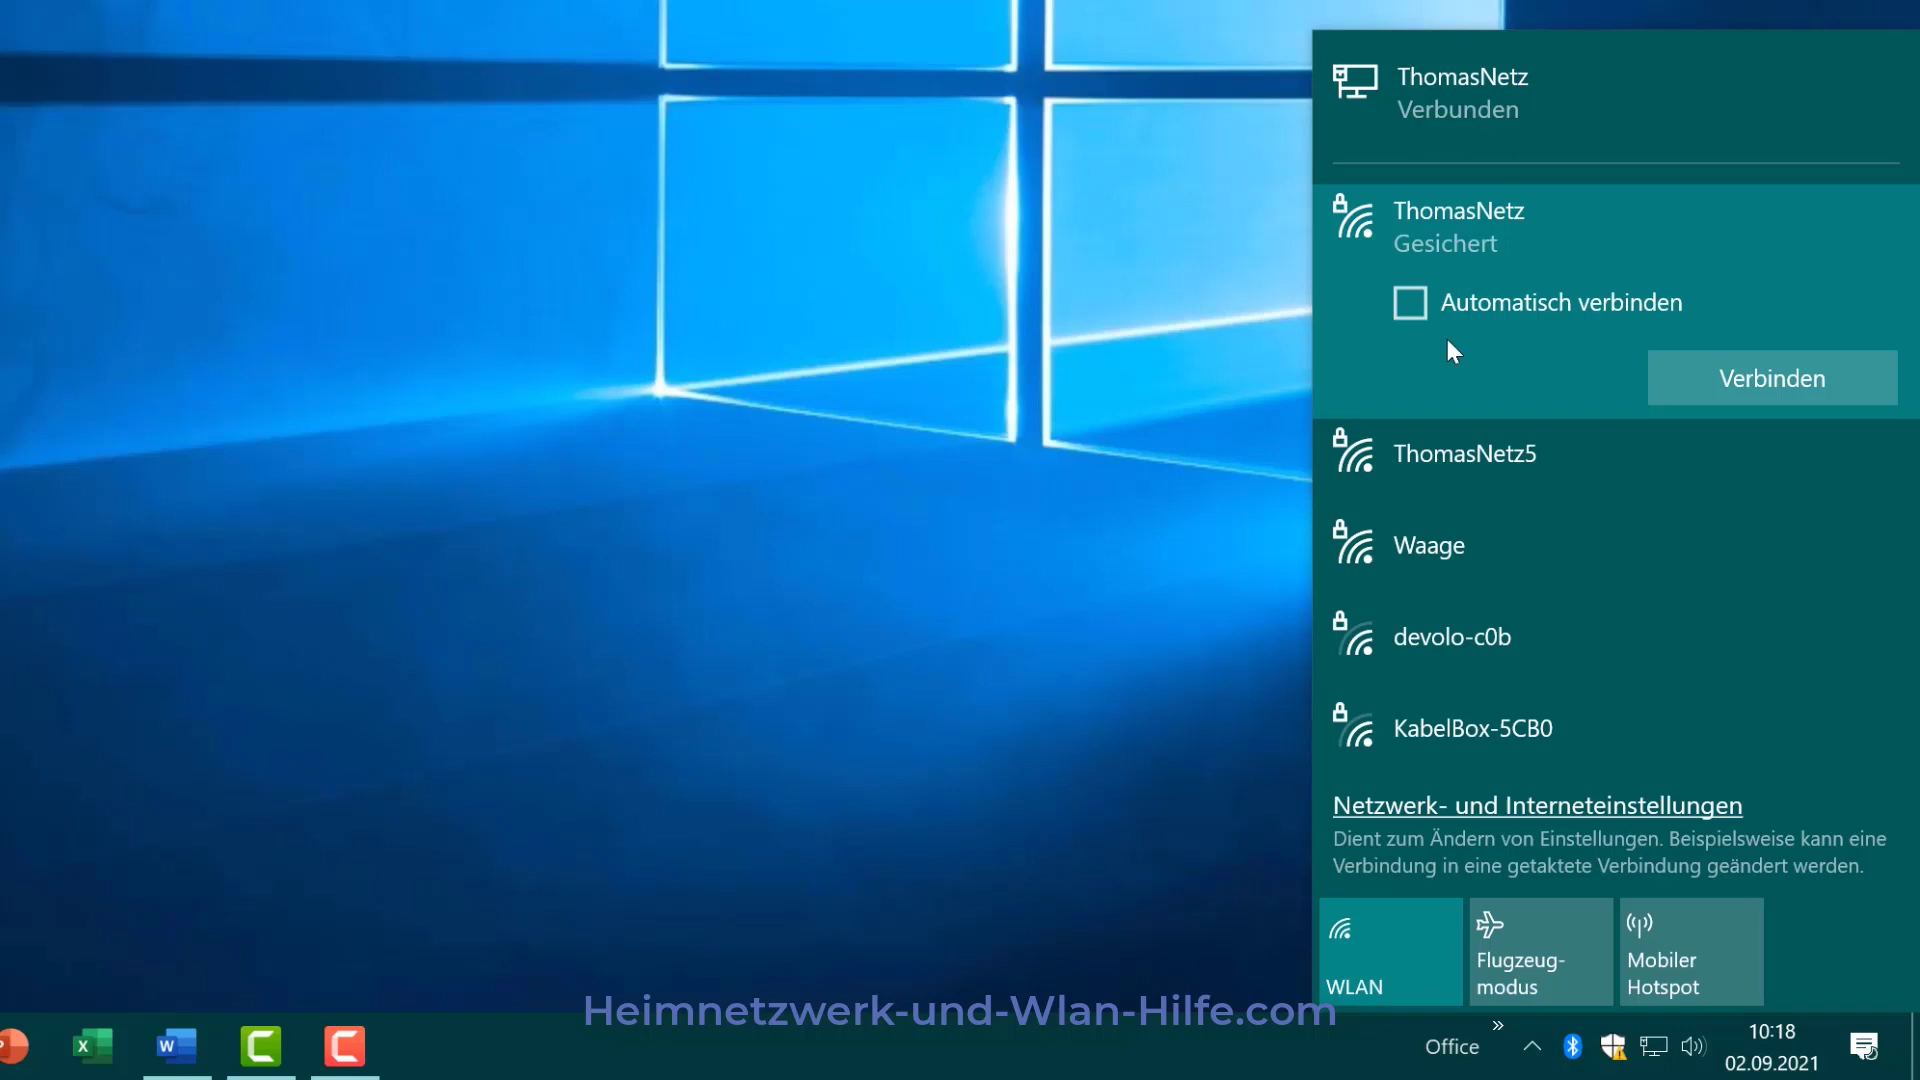 ThomasNetz
Verbunden
ThomasNetz
Gesichert
Automatisch verbinden
Verbinden
ThomasNetz5
Waage
devolo-c0b
KabelBox-5CB0
Netzwerk- und Interneteinstellungen
Dient zum Ändern von Einstellungen. Beispielsweise kann eine
Verbindung in eine getaktete Verbindung geändert werden.
WLAN
Flugzeug-
modus
Mobiler
Hotspot
Heimnetzwerk-und-Wlan-Hilfe.com
P
X
W
C
C
Office
10:18
02.09.2021